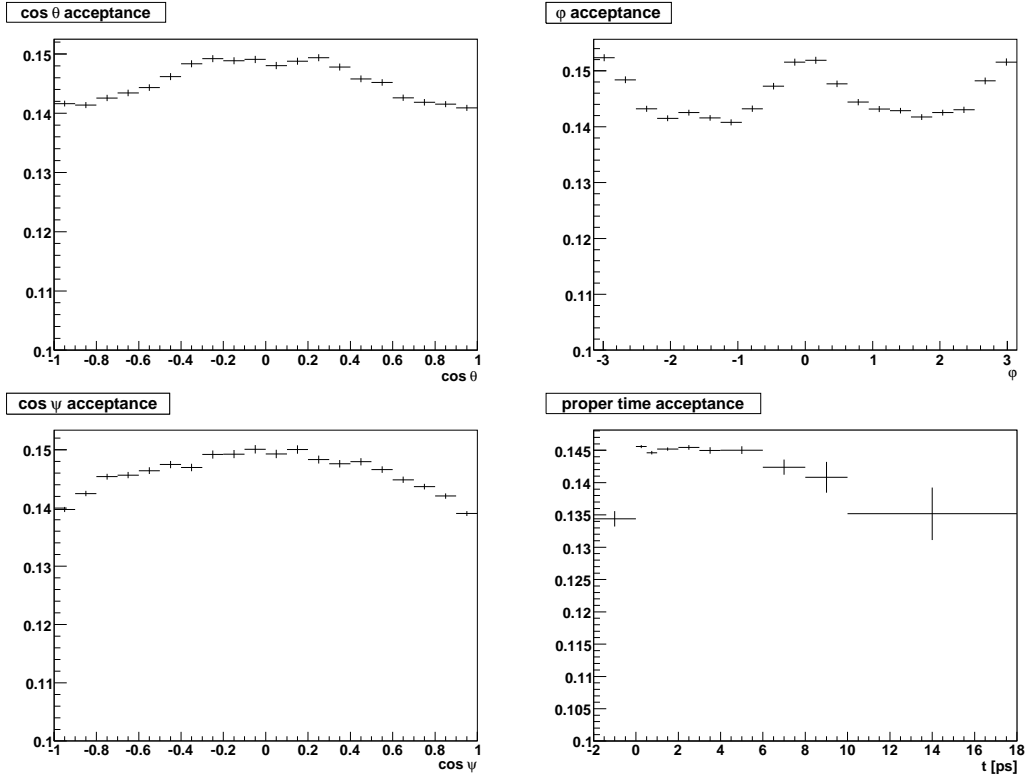 cos θ acceptance
0.15
0.14
0.13
0.12
0.11
0.1
-1 -0.8 -0.6 -0.4 -0.2 0 0.2 0.4 0.6 0.8 1
cos θ
φ acceptance
0.15
0.14
0.13
0.12
0.11
0.1
-3 -2 -1 0 1 2 3
φ
cos ψ acceptance
0.15
0.14
0.13
0.12
0.11
0.1
-1 -0.8 -0.6 -0.4 -0.2 0 0.2 0.4 0.6 0.8 1
cos ψ
proper time acceptance
0.145
0.14
0.135
0.13
0.125
0.12
0.115
0.11
0.105
0.1
-2 0 2 4 6 8 10 12 14 16 18
t [ps]